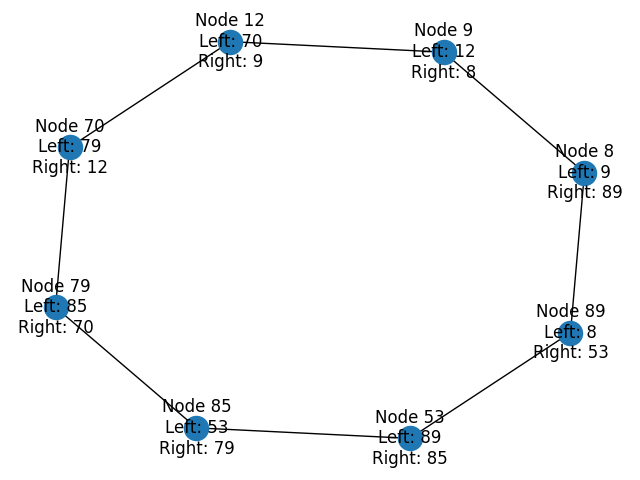 Node 12
Left: 70
Right: 9
Node 9
Left: 12
Right: 8
Node 70
Left: 79
Right: 12
Node 8
Left: 9
Right: 89
Node 79
Left: 85
Right: 70
Node 89
Left: 8
Right: 53
Node 85
Left: 53
Right: 79
Node 53
Left: 89
Right: 85